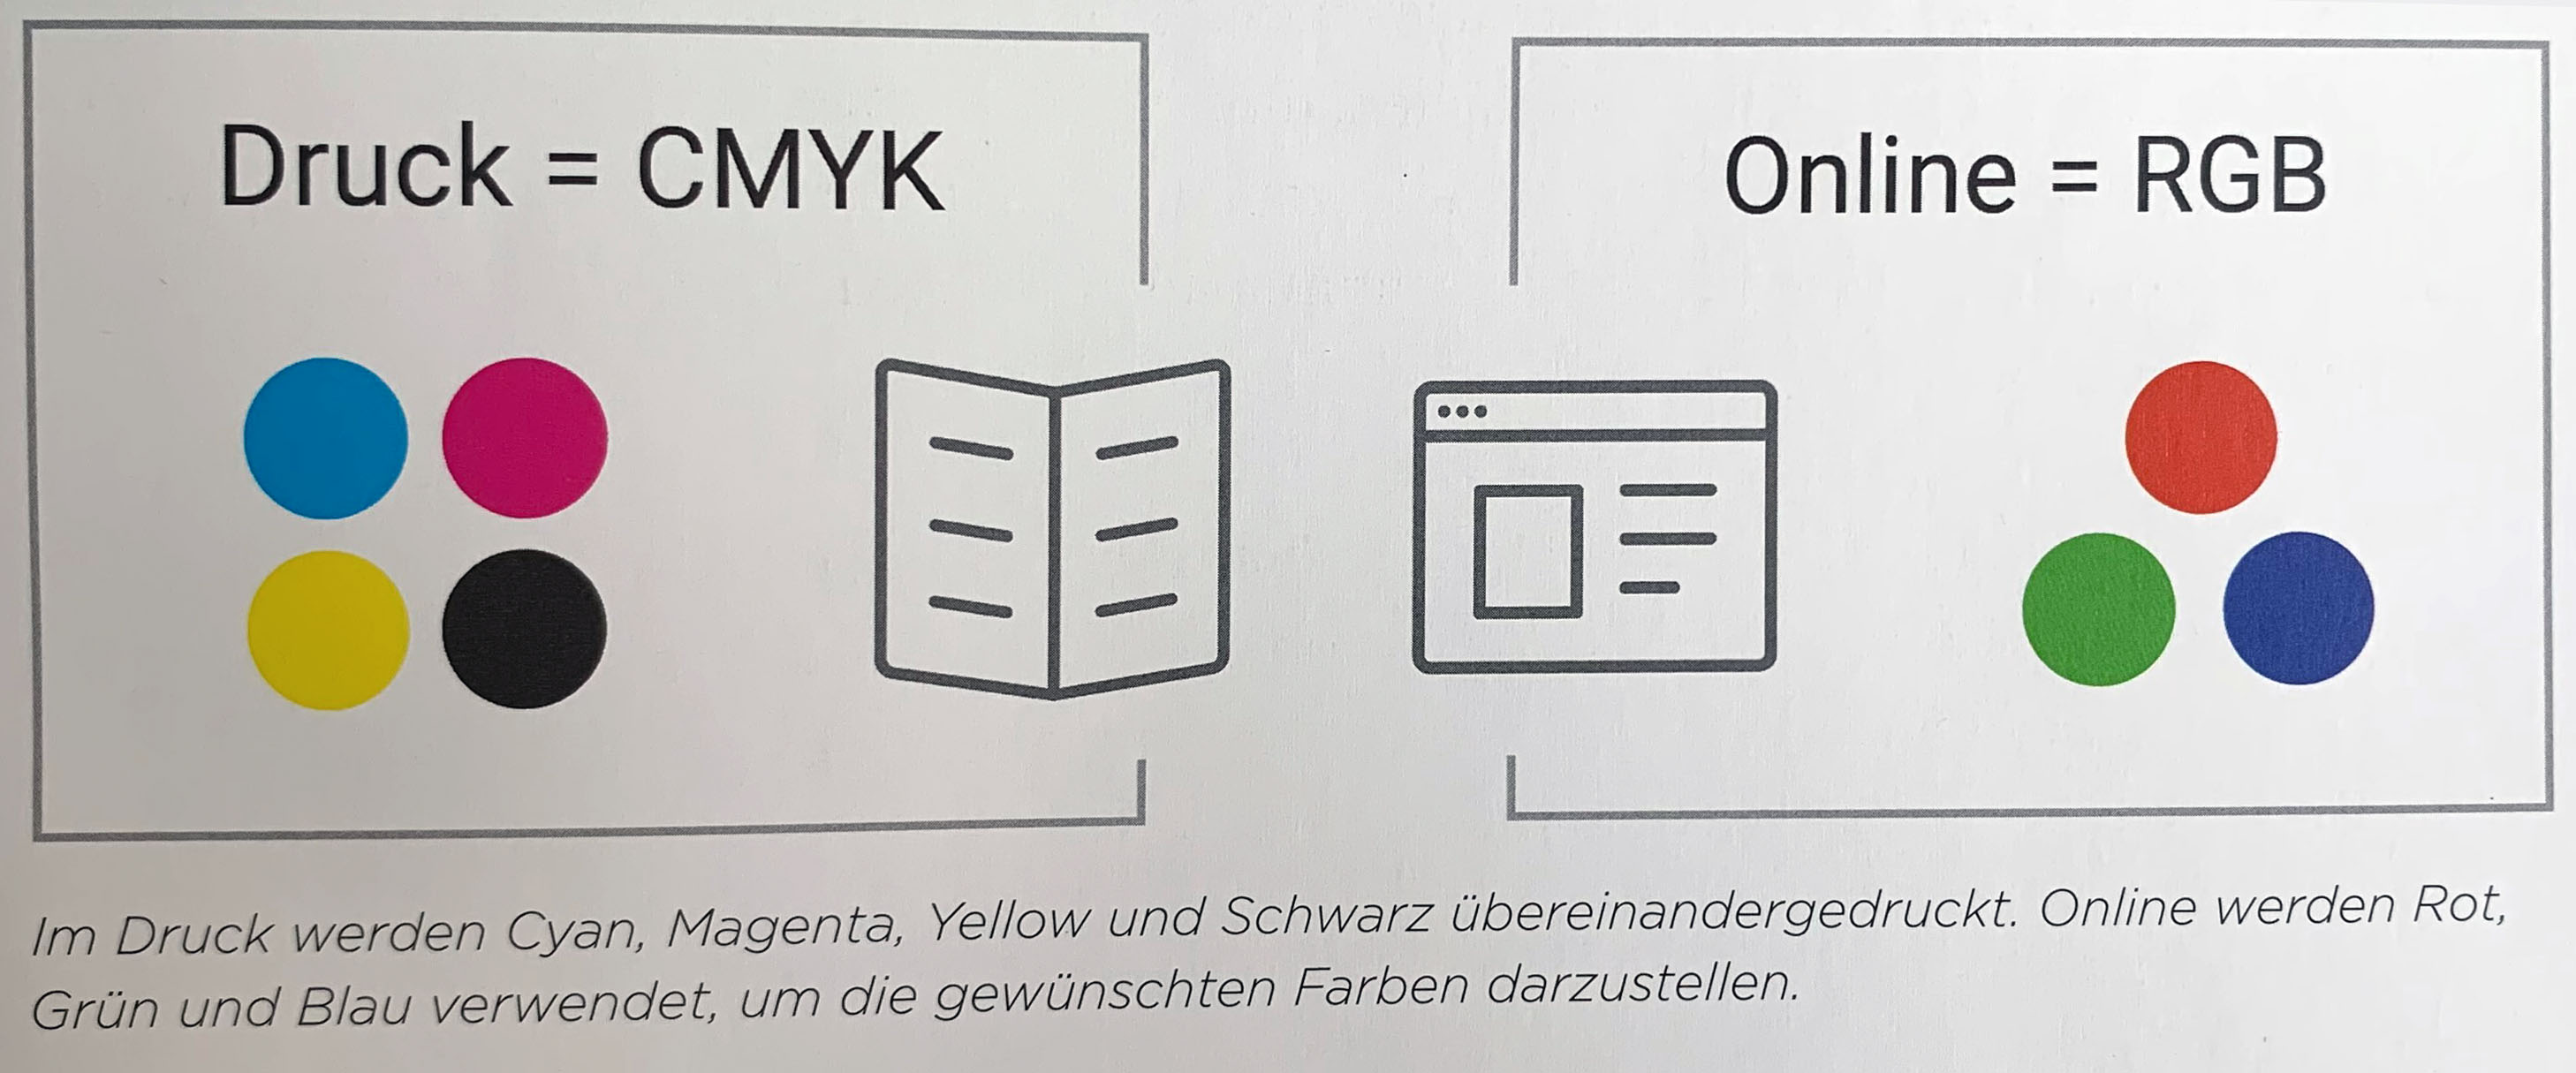 Druck = CMYK
Online = RGB
Im Druck werden Cyan, Magenta, Yellow und Schwarz übereinandergedruckt. Online werden Rot,
Grün und Blau verwendet, um die gewünschten Farben darzustellen.